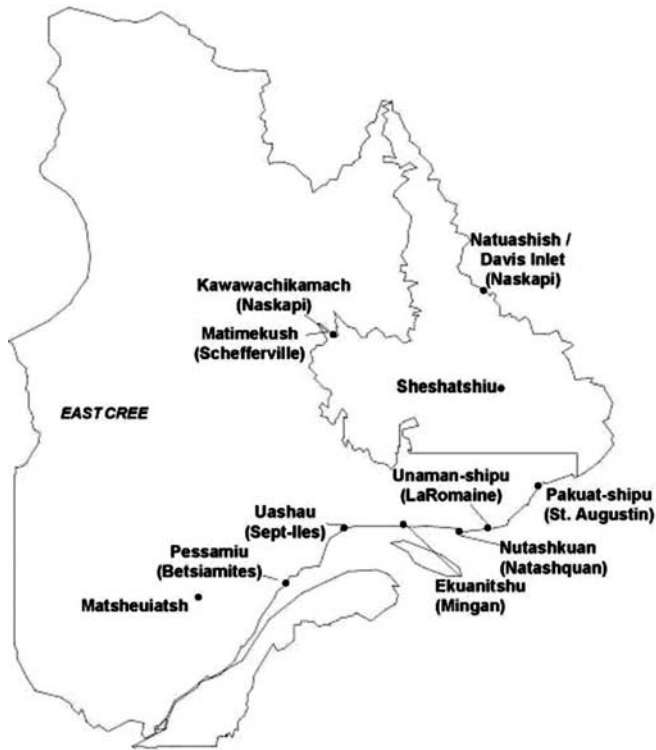 Natuashish /
Davis Inlet
(Naskapi)
Kawawachikamach
(Naskapi)
Matimekush
(Schefferville)
Sheshatshiu
EAST CREE
Unaman-shipu
(LaRomaine)
Pakuat-shipu
(St. Augustin)
Uashau
(Sept-Iles)
Nutashkuan
(Natashquan)
Pessamiu
(Betsiamites)
Ekuanitshu
(Mingan)
Matsheuiatsh